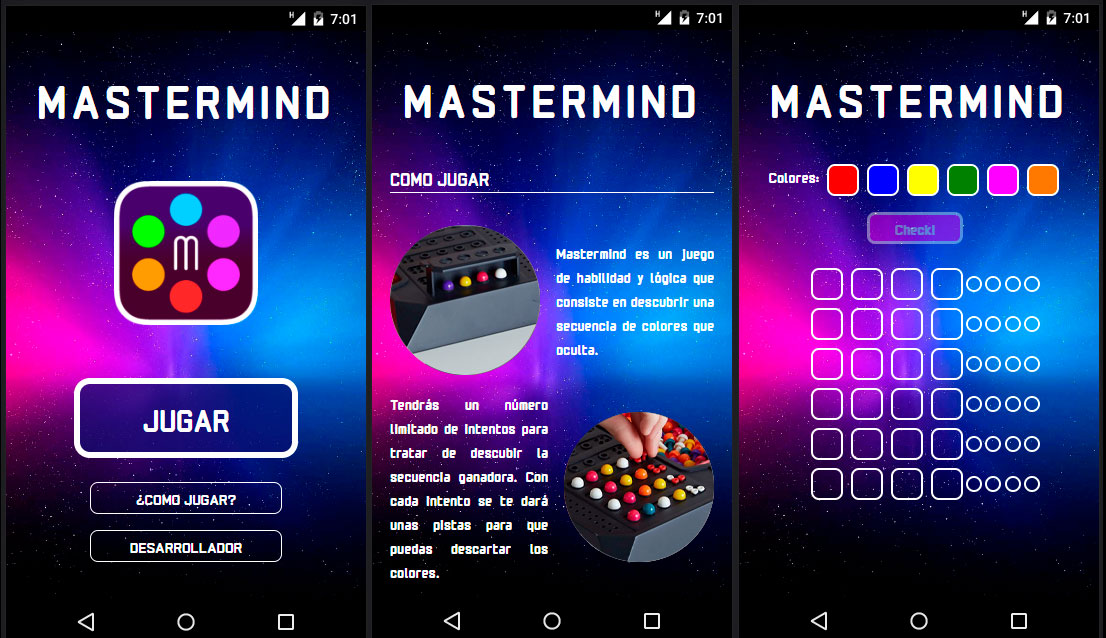 H 7:01
MASTERMIND
m
JUGAR
¿COMO JUGAR?
DESARROLLADOR
H 7:01
MASTERMIND
COMO JUGAR
Mastermind es un juego
de habilidad y lógica que
consiste en descubrir una
secuencia de colores que
oculta.
Tendrás un número
limitado de intentos para
tratar de descubir la
secuencia ganadora. Con
cada intento se te dará
unas pistas para que
puedas descartar los
colores.
H 7:01
MASTERMIND
Colores:
Check!